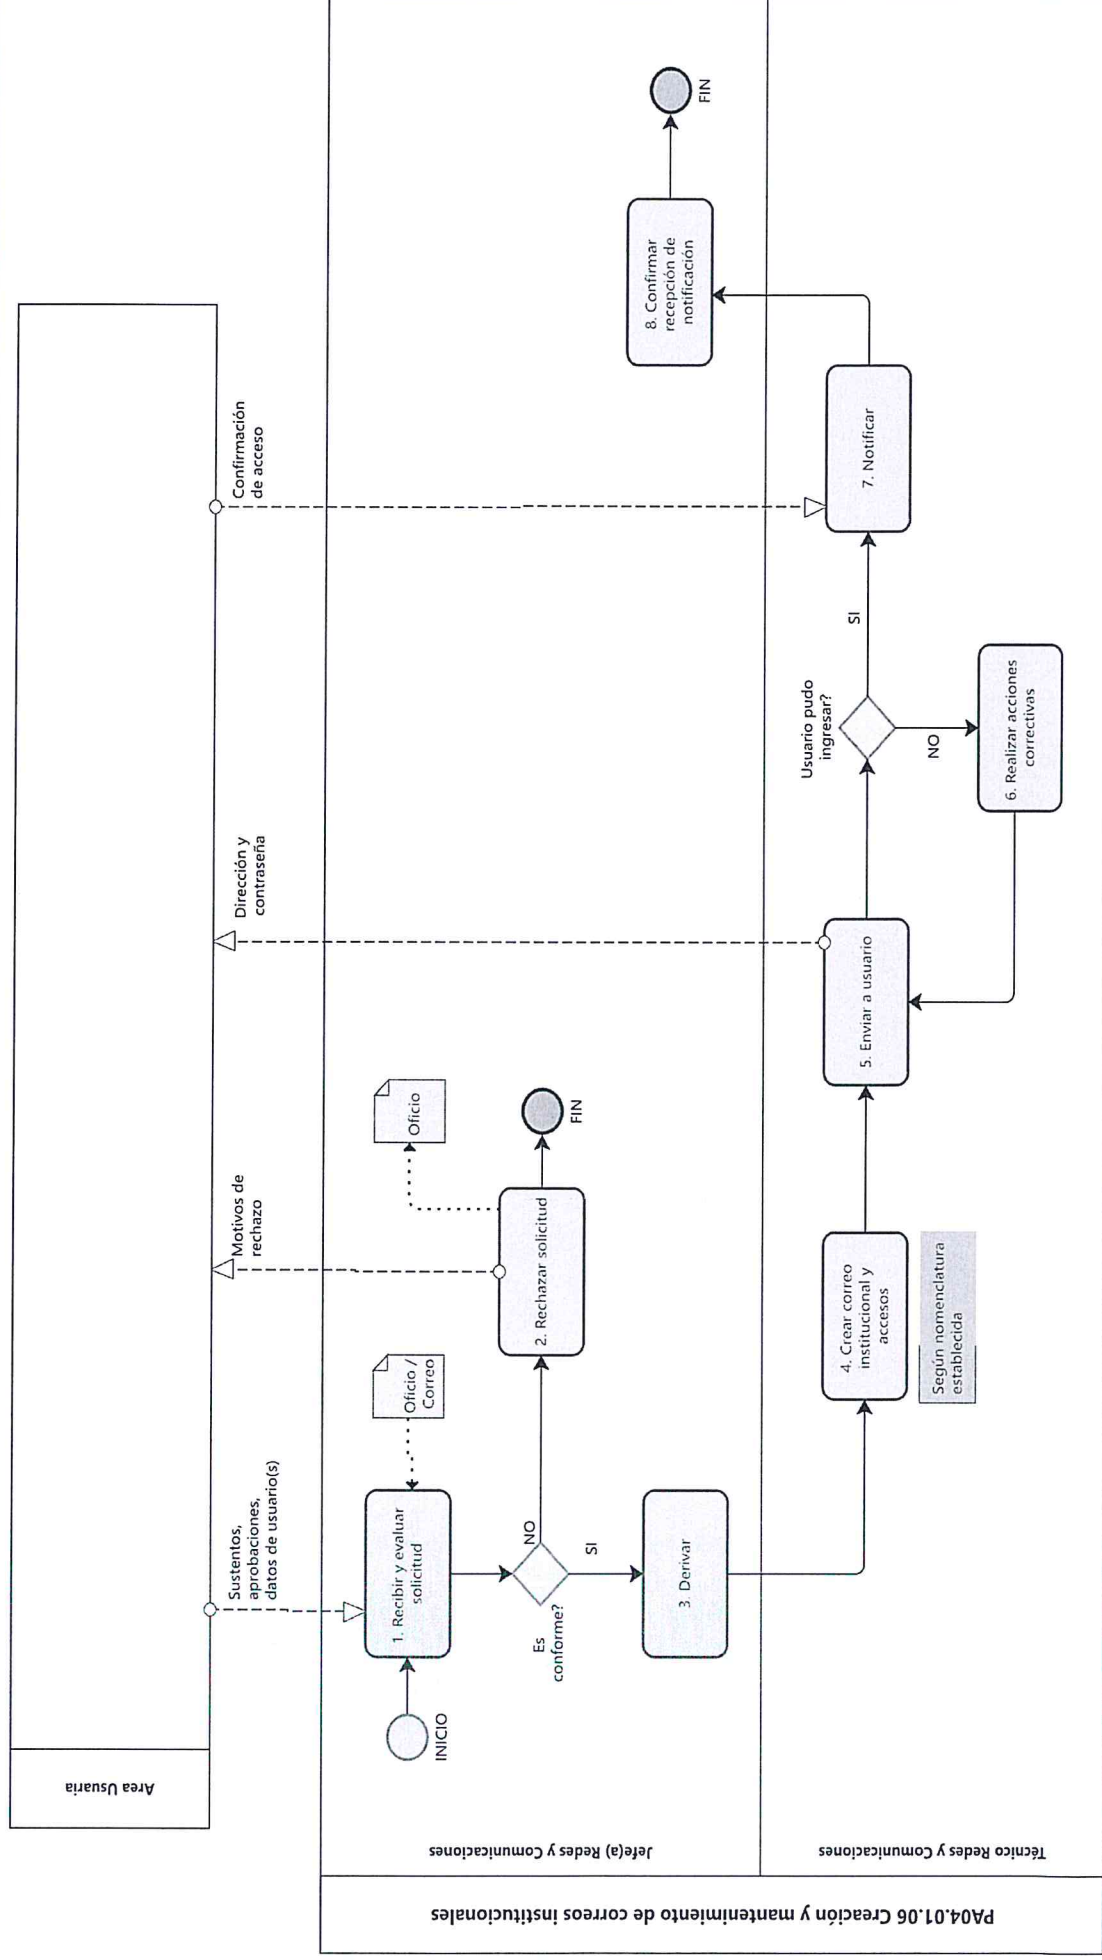 Area Usuaria
PA04.01.06 Creación y mantenimiento de correos institucionales
Jefe(a) Redes y Comunicaciones
Técnico Redes y Comunicaciones
INICIO
Sustentos,
aprobaciones,
datos de usuario(s)
1. Recibir y evaluar
solicitud
Oficio /
Correo
Es
conforme?
NO
SI
2. Rechazar solicitud
Motivos de
rechazo
Oficio
FIN
3. Derivar
4. Crear correo
institucional y
accesos
Según nomenclatura
establecida
5. Enviar a usuario
Dirección y
contraseña
Usuario pudo
ingresar?
NO
SI
6. Realizar acciones
correctivas
7. Notificar
Confirmación
de acceso
8. Confirmar
recepción de
notificación
FIN